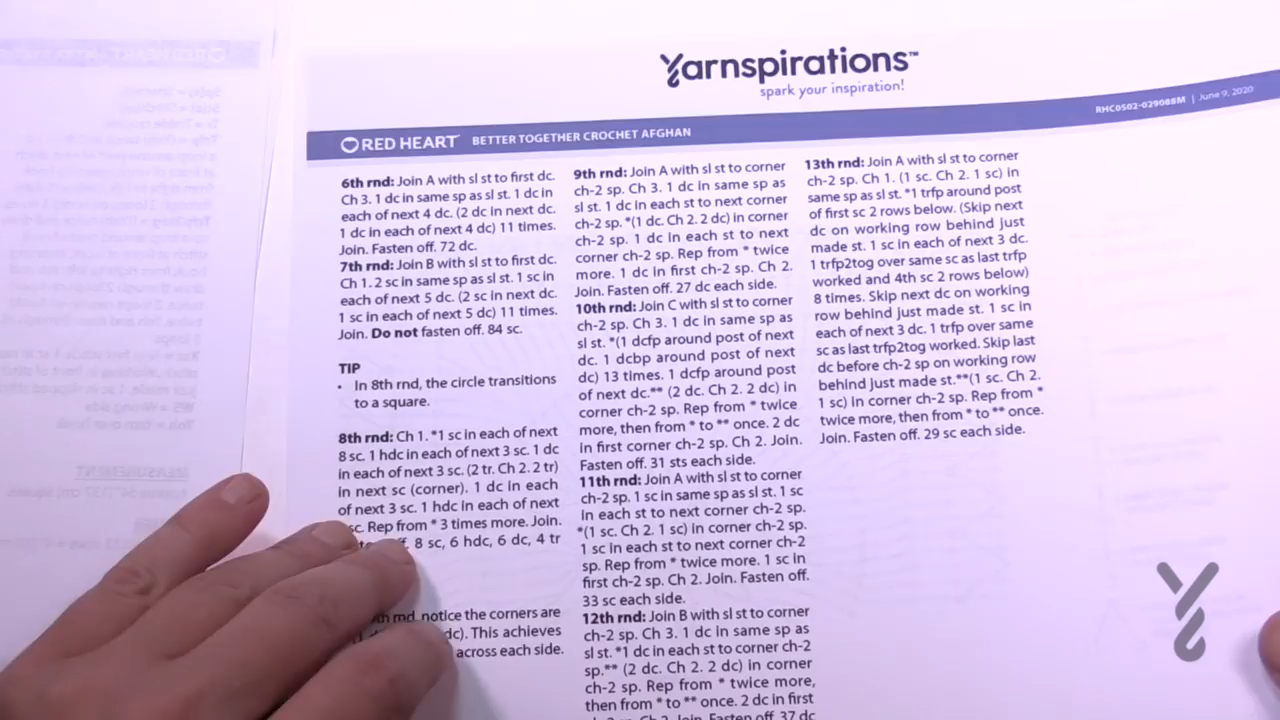 Yarnspirations™
spark your inspiration!
RHC0502-029088M | June 9, 2020
RED HEART BETTER TOGETHER CROCHET AFGHAN
6th rnd: Join A with sl st to first dc.
Ch 3. 1 dc in same sp as sl st. 1 dc in
each of next 4 dc. (2 dc in next dc.
1 dc in each of next 4 dc) 11 times.
Join. Fasten off. 72 dc.
7th rnd: Join B with sl st to first dc.
Ch 1. 2 sc in same sp as sl st. 1 sc in
each of next 5 dc. (2 sc in next dc.
1 sc in each of next 5 dc) 11 times.
Join. Do not fasten off. 84 sc.
TIP
• In 8th rnd, the circle transitions
to a square.
8th rnd: Ch 1. *1 sc in each of next
8 sc. 1 hdc in each of next 3 sc. 1 dc
in each of next 3 sc. (2 tr. Ch 2. 2 tr)
in next sc (corner). 1 dc in each
of next 3 sc. 1 hdc in each of next
sc. Rep from * 3 times more. Join.
8 sc, 6 hdc, 6 dc, 4 tr
rnd, notice the corners are
dc). This achieves
across each side.
9th rnd: Join A with sl st to corner
ch-2 sp. Ch 3. 1 dc in same sp as
sl st. 1 dc in each st to next corner
ch-2 sp. *(1 dc. Ch 2. 2 dc) in corner
ch-2 sp. 1 dc in each st to next
corner ch-2 sp. Rep from * twice
more. 1 dc in first ch-2 sp. Ch 2.
Join. Fasten off. 27 dc each side.
10th rnd: Join C with sl st to corner
ch-2 sp. Ch 3. 1 dc in same sp as
sl st. *(1 dcfp around post of next
dc. 1 dcbp around post of next
dc) 13 times. 1 dcfp around post
of next dc.** (2 dc. Ch 2. 2 dc) in
corner ch-2 sp. Rep from * twice
more, then from * to ** once. 2 dc
in first corner ch-2 sp. Ch 2. Join.
Fasten off. 31 sts each side.
11th rnd: Join A with sl st to corner
ch-2 sp. 1 sc in same sp as sl st. 1 sc
in each st to next corner ch-2 sp.
*(1 sc. Ch 2. 1 sc) in corner ch-2 sp.
1 sc in each st to next corner ch-2
sp. Rep from * twice more. 1 sc in
first ch-2 sp. Ch 2. Join. Fasten off.
33 sc each side.
12th rnd: Join B with sl st to corner
ch-2 sp. Ch 3. 1 dc in same sp as
sl st. *1 dc in each st to corner ch-2
sp.** (2 dc. Ch 2. 2 dc) in corner
ch-2 sp. Rep from * twice more,
then from * to ** once. 2 dc in first
ch-2 sp. Ch 2. Join. Fasten off. 37 dc
13th rnd: Join A with sl st to corner
ch-2 sp. Ch 1. (1 sc. Ch 2. 1 sc) in
same sp as sl st. *1 trfp around post
of first sc 2 rows below. (Skip next
dc on working row behind just
made st. 1 sc in each of next 3 dc.
1 trfp2tog over same sc as last trfp
worked and 4th sc 2 rows below)
8 times. Skip next dc on working
row behind just made st. 1 sc in
each of next 3 dc. 1 trfp over same
sc as last trfp2tog worked. Skip last
dc before ch-2 sp on working row
behind just made st.**(1 sc. Ch 2.
1 sc) in corner ch-2 sp. Rep from *
twice more, then from * to ** once.
Join. Fasten off. 29 sc each side.